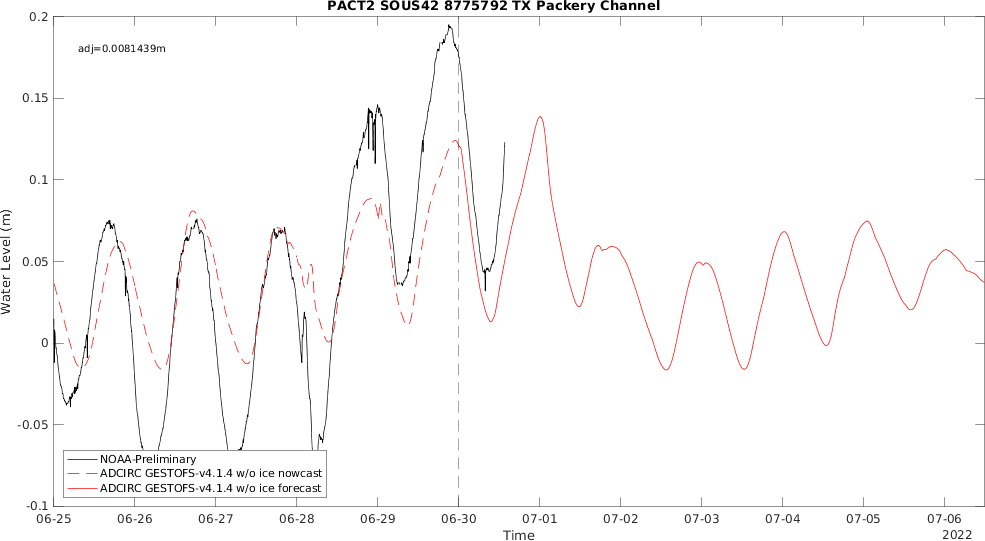 PACT2 SOUS42 8775792 TX Packery Channel
adj=0.0081439m
0.2
0.15
0.1
0.05
0
-0.05
-0.1
Water Level (m)
NOAA-Preliminary
ADCIRC GESTOFS-v4.1.4 w/o ice nowcast
ADCIRC GESTOFS-v4.1.4 w/o ice forecast
06-25 06-26 06-27 06-28 06-29 06-30 07-01 07-02 07-03 07-04 07-05 07-06
Time
2022